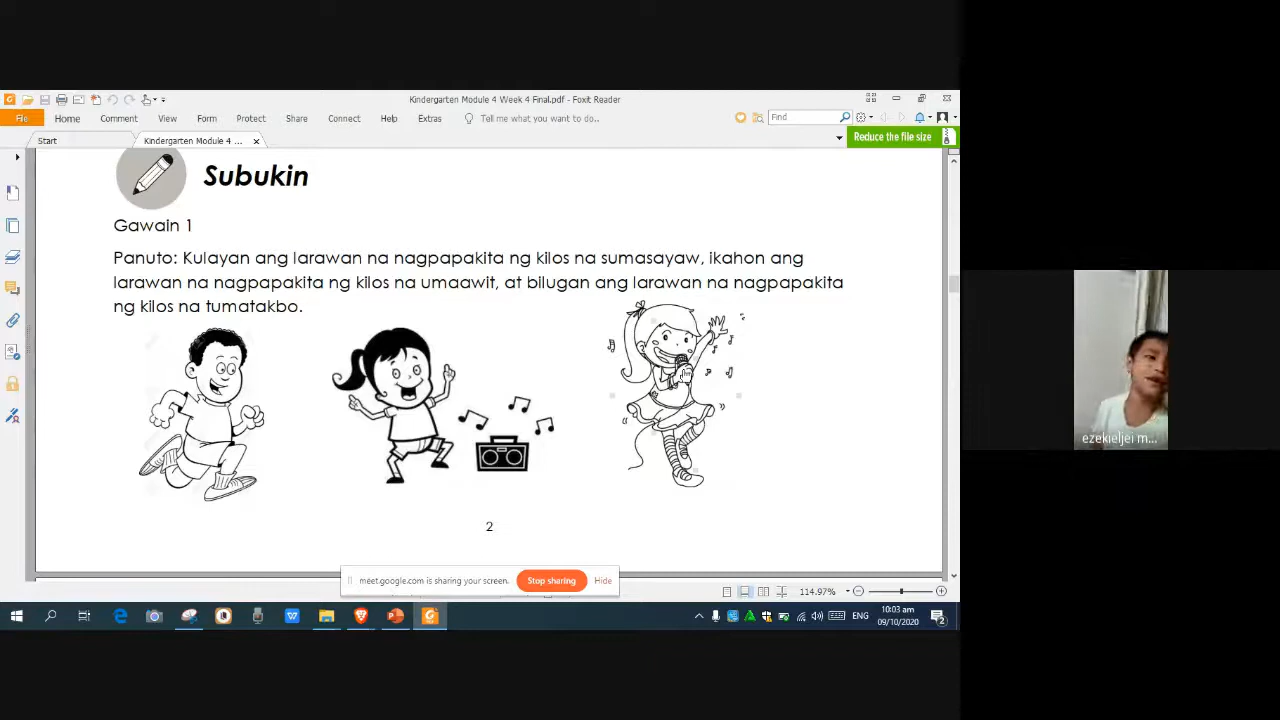 Kindergarten Module 4 Week 4 Final.pdf - Foxit Reader
File Home Comment View Form Protect Share Connect Help Extras Tell me what you want to do.. Find
Start Kindergarten Module 4 ... Reduce the file size
Subukin
Gawain 1
Panuto: Kulayan ang larawan na nagpapakita ng kilos na sumasayaw, ikahon ang
larawan na nagpapakita ng kilos na umaawit, at bilugan ang larawan na nagpapakita
ng kilos na tumatakbo.
ezekieljei m...
2
meet.google.com is sharing your screen. Stop sharing Hide
114.97%
10:03 am
ENG
09/10/2020
2